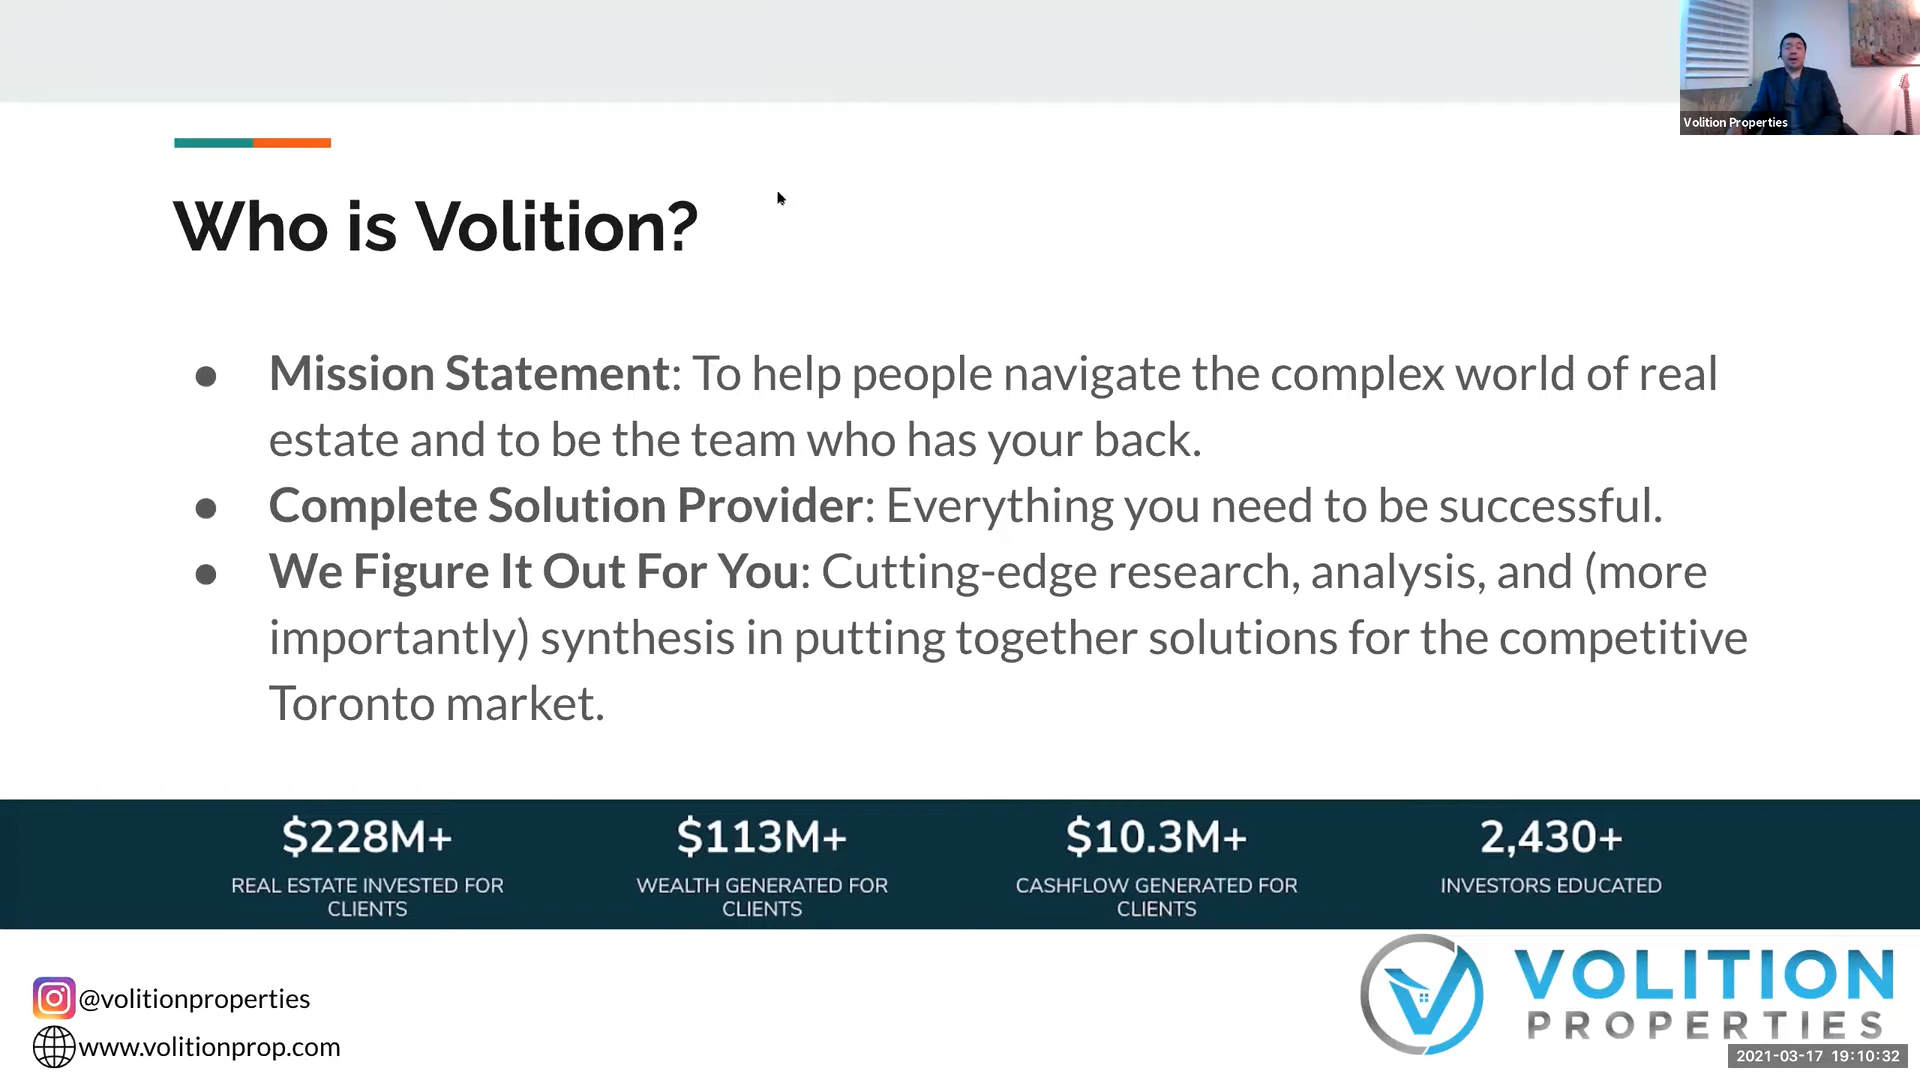 Volition Properties
Who is Volition?
● Mission Statement: To help people navigate the complex world of real
estate and to be the team who has your back.
● Complete Solution Provider: Everything you need to be successful.
● We Figure It Out For You: Cutting-edge research, analysis, and (more
importantly) synthesis in putting together solutions for the competitive
Toronto market.
$228M+
REAL ESTATE INVESTED FOR
CLIENTS
$113M+
WEALTH GENERATED FOR
CLIENTS
$10.3M+
CASHFLOW GENERATED FOR
CLIENTS
2,430+
INVESTORS EDUCATED
@volitionproperties
www.volitionprop.com
VOLITION
PROPERTIES
2021-03-17 19:10:32